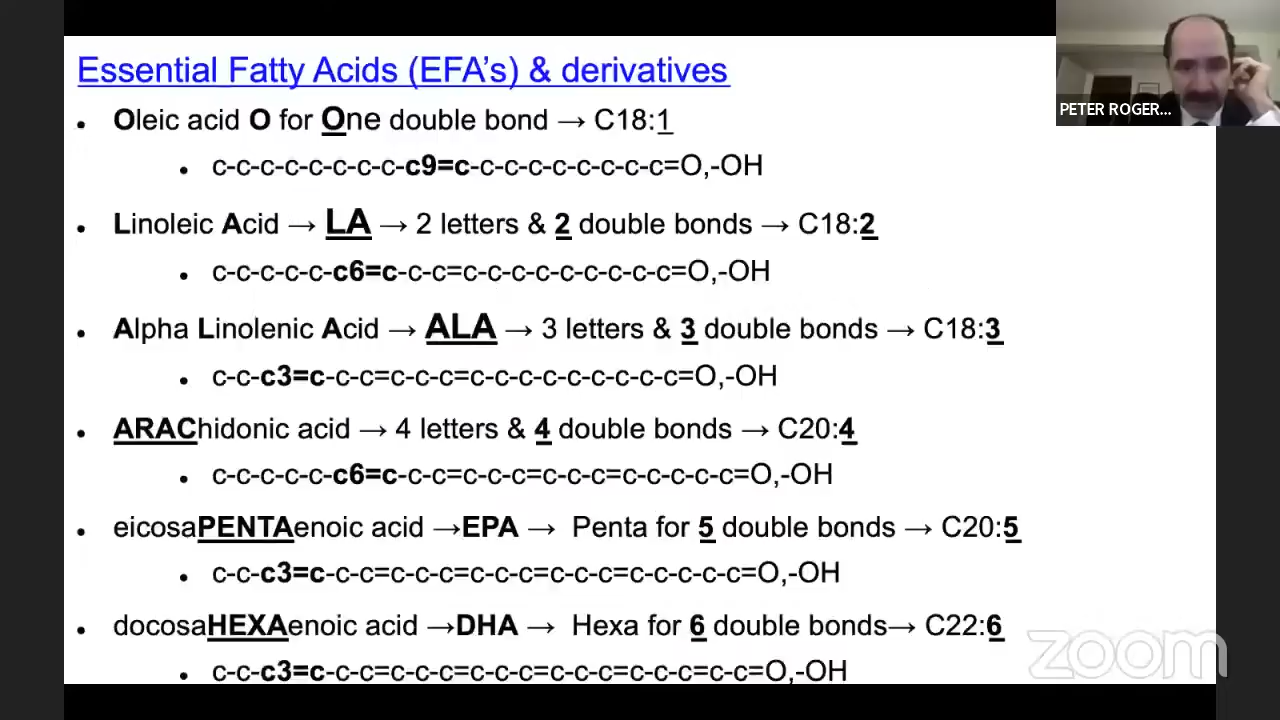 Essential Fatty Acids (EFA's) & derivatives
• Oleic acid O for One double bond → C18:1
• c-c-c-c-c-c-c-c-c9=c-c-c-c-c-c-c-c-c=O,-OH
• Linoleic Acid → LA → 2 letters & 2 double bonds → C18:2
• c-c-c-c-c-c6=c-c-c=c-c-c-c-c-c-c-c-c=O,-OH
• Alpha Linolenic Acid → ALA → 3 letters & 3 double bonds → C18:3
• c-c-c3=c-c-c=c-c-c=c-c-c-c-c-c-c-c-c=O,-OH
• ARAChidonic acid → 4 letters & 4 double bonds → C20:4
• c-c-c-c-c-c6=c-c-c=c-c-c=c-c-c=c-c-c-c-c=O,-OH
• eicosaPENTAenoic acid →EPA → Penta for 5 double bonds → C20:5
• c-c-c3=c-c-c=c-c-c=c-c-c=c-c-c=c-c-c-c-c=O,-OH
• docosaHEXAenoic acid →DHA → Hexa for 6 double bonds→ C22:6
• c-c-c3=c-c-c=c-c-c=c-c-c=c-c-c=c-c-c=c-c-c=O,-OH
PETER ROGER...
zoom